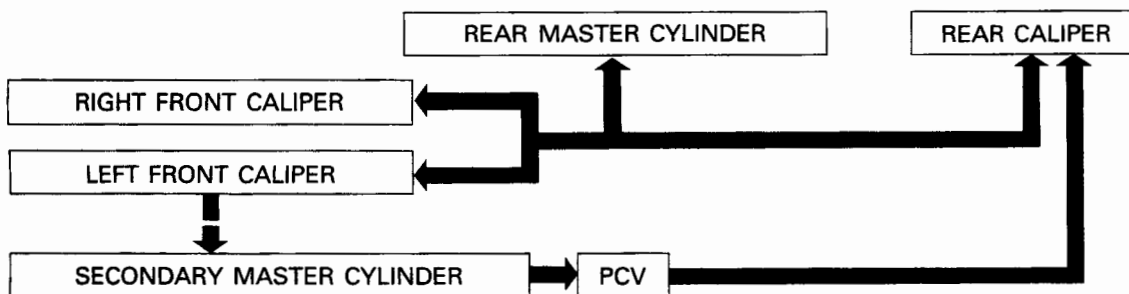 REAR MASTER CYLINDER
REAR CALIPER
RIGHT FRONT CALIPER
LEFT FRONT CALIPER
SECONDARY MASTER CYLINDER
PCV